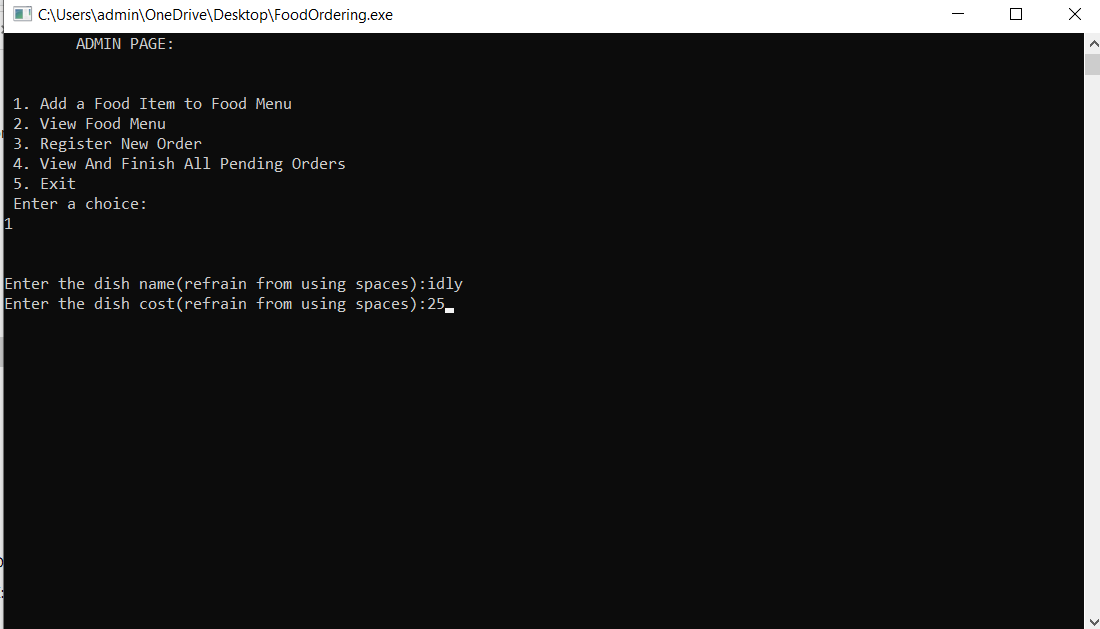 C:\Users\admin\OneDrive\Desktop\FoodOrdering.exe
ADMIN PAGE:
1. Add a Food Item to Food Menu
2. View Food Menu
3. Register New Order
4. View And Finish All Pending Orders
5. Exit
Enter a choice:
1
Enter the dish name(refrain from using spaces):idly
Enter the dish cost(refrain from using spaces):25